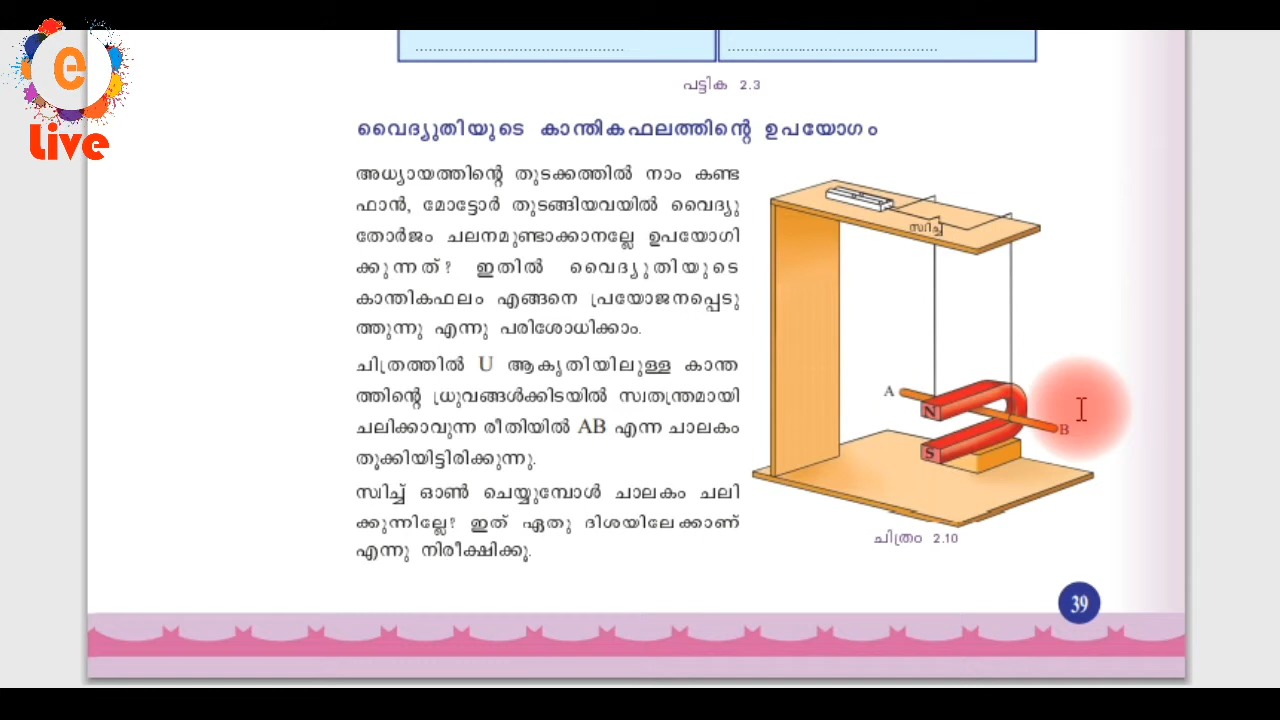 e
Live
പട്ടിക 2.3
വൈദ്യുതിയുടെ കാന്തികഫലത്തിന്റെ ഉപയോഗം
അധ്യായത്തിന്റെ തുടക്കത്തിൽ നാം കണ്ട
ഫാൻ, മോട്ടോർ തുടങ്ങിയവയിൽ വൈദ്യു
തോർജം ചലനമുണ്ടാക്കാനല്ലേ ഉപയോഗി
ക്കുന്നത്? ഇതിൽ വൈദ്യുതിയുടെ
കാന്തികഫലം എങ്ങനെ പ്രയോജനപ്പെടു
ത്തുന്നു എന്നു പരിശോധിക്കാം.
ചിത്രത്തിൽ U ആകൃതിയിലുള്ള കാന്ത
ത്തിന്റെ ധ്രുവങ്ങൾക്കിടയിൽ സ്വതന്ത്രമായി
ചലിക്കാവുന്ന രീതിയിൽ AB എന്ന ചാലകം
തൂക്കിയിട്ടിരിക്കുന്നു.
സ്വിച്ച് ഓൺ ചെയ്യുമ്പോൾ ചാലകം ചലി
ക്കുന്നില്ലേ? ഇത് ഏതു ദിശയിലേക്കാണ്
എന്നു നിരീക്ഷിക്കൂ.
സ്വിച്ച്
A
N
B
S
ചിത്രം 2.10
39